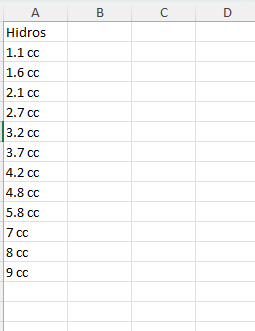 A B C D
Hidros
1.1 cc
1.6 cc
2.1 cc
2.7 cc
3.2 cc
3.7 cc
4.2 cc
4.8 cc
5.8 cc
7 cc
8 cc
9 cc